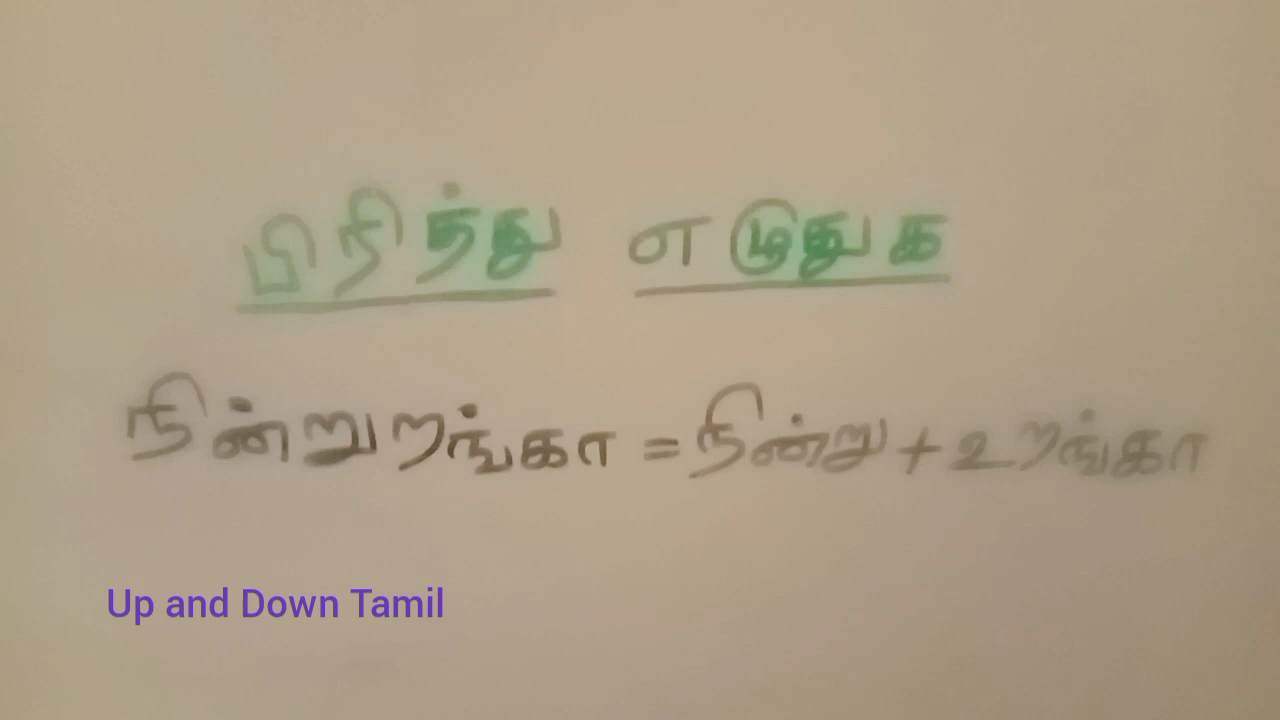 பிரித்து எழுதுக
நின்றுறங்கா = நின்று + உறங்கா
Up and Down Tamil